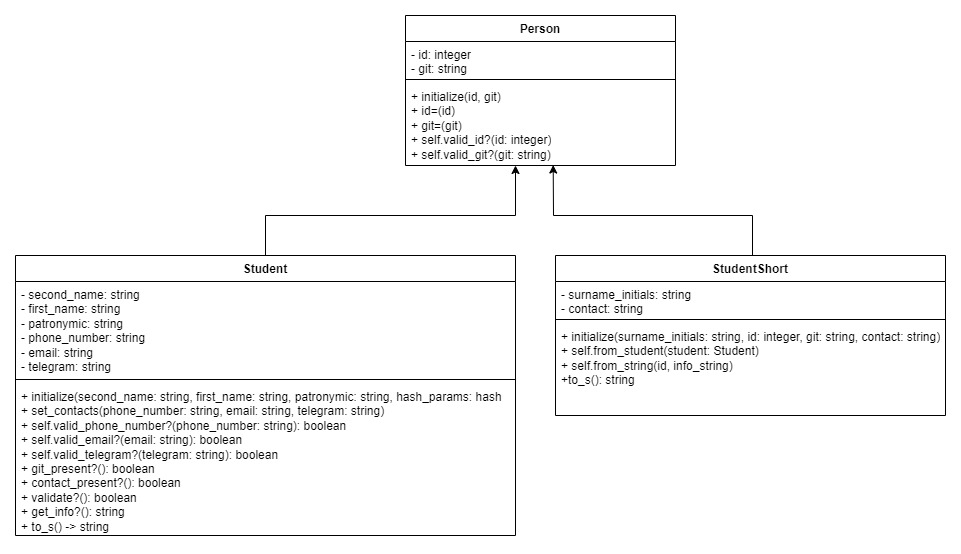 Person
- id: integer
- git: string
+ initialize(id, git)
+ id=(id)
+ git=(git)
+ self.valid_id?(id: integer)
+ self.valid_git?(git: string)
Student
- second_name: string
- first_name: string
- patronymic: string
- phone_number: string
- email: string
- telegram: string
+ initialize(second_name: string, first_name: string, patronymic: string, hash_params: hash
+ set_contacts(phone_number: string, email: string, telegram: string)
+ self.valid_phone_number?(phone_number: string): boolean
+ self.valid_email?(email: string): boolean
+ self.valid_telegram?(telegram: string): boolean
+ git_present?(): boolean
+ contact_present?(): boolean
+ validate?(): boolean
+ get_info?(): string
+ to_s() -> string
StudentShort
- surname_initials: string
- contact: string
+ initialize(surname_initials: string, id: integer, git: string, contact: string)
+ self.from_student(student: Student)
+ self.from_string(id, info_string)
+to_s(): string